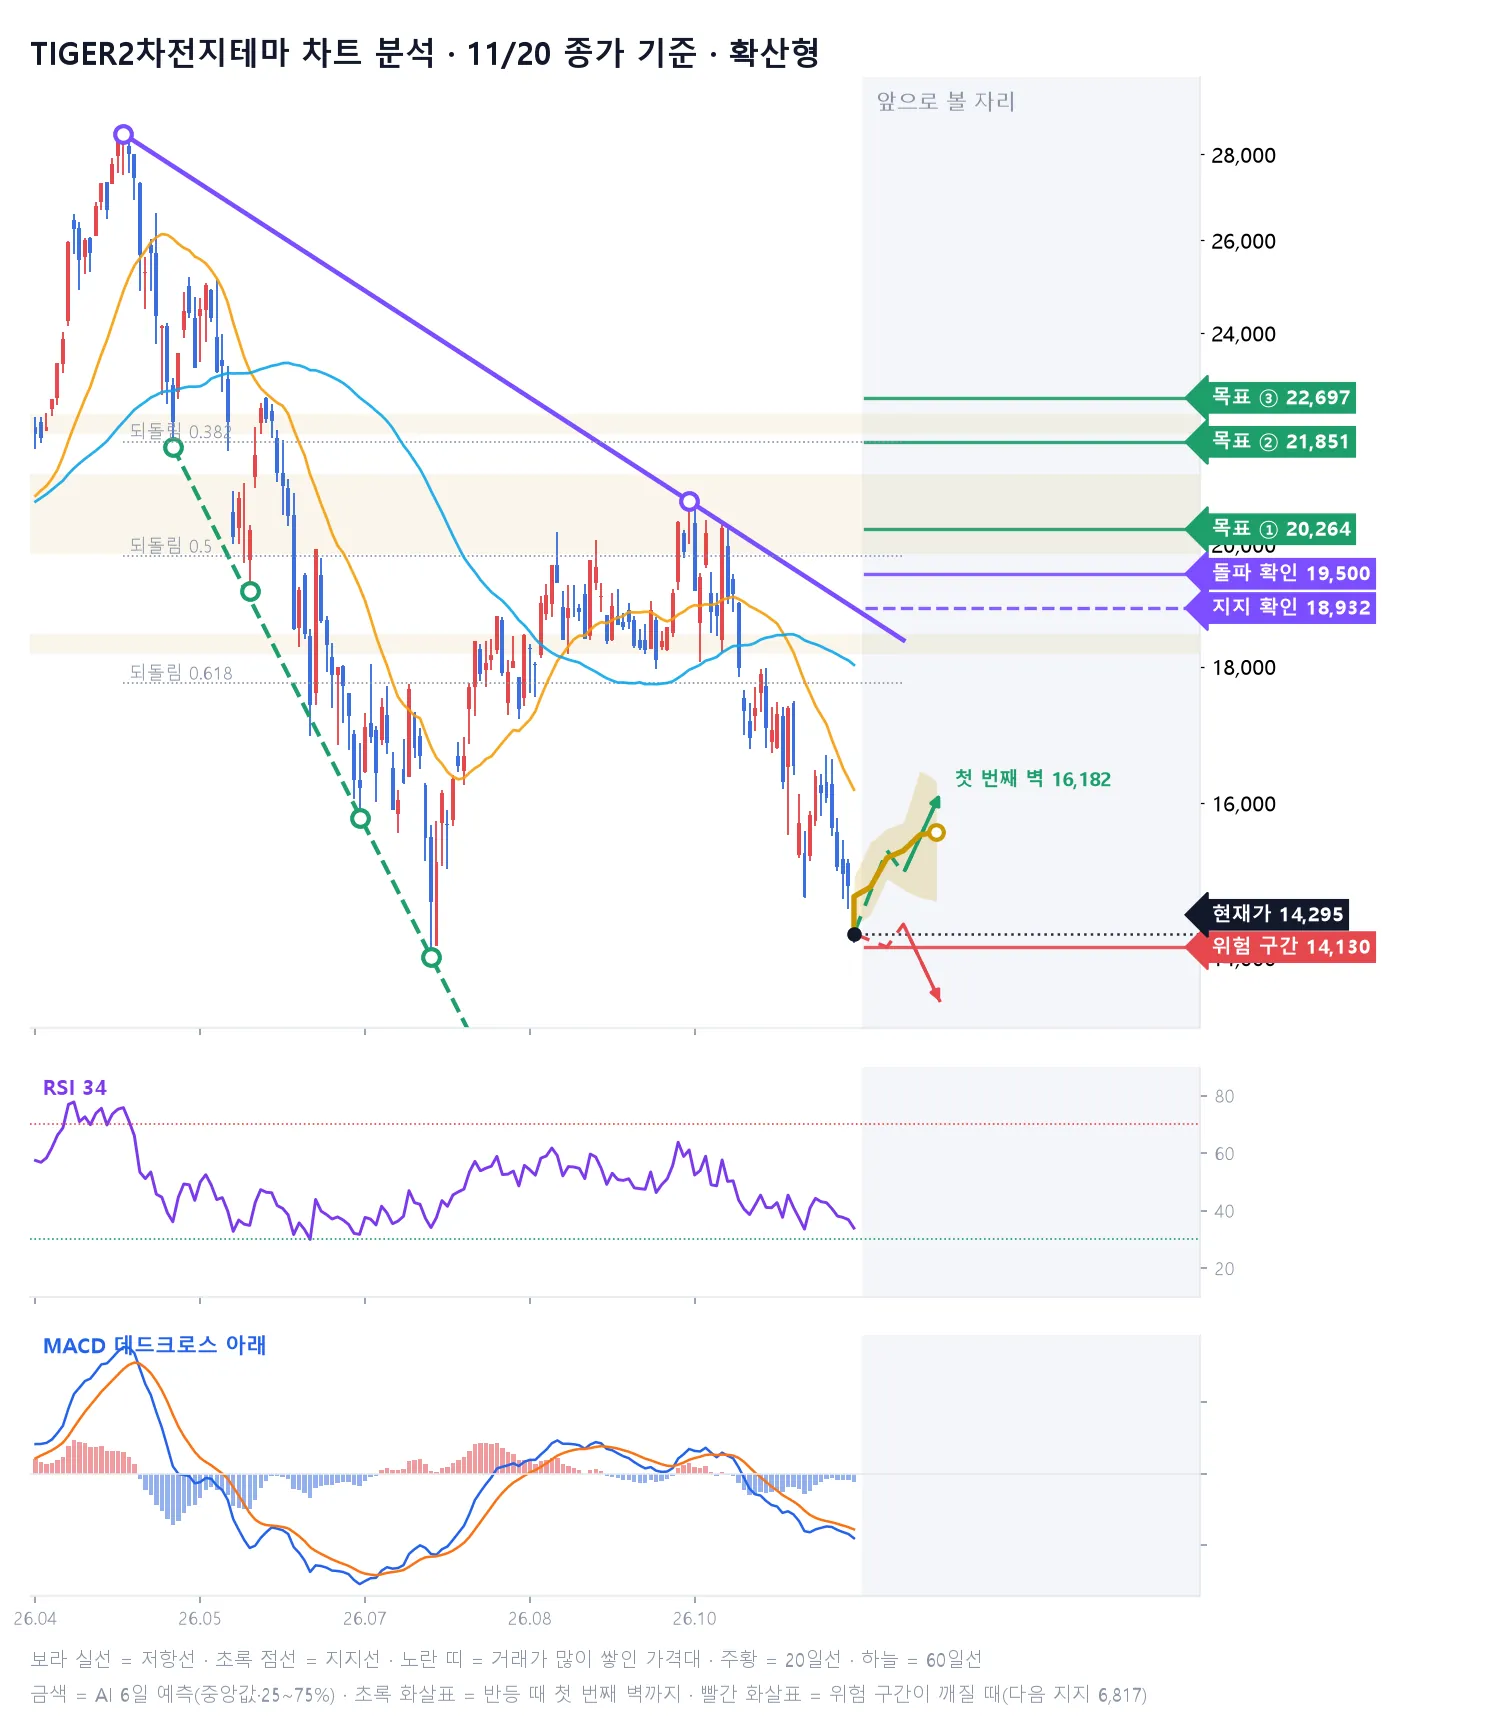 TIGER2차전지테마 차트 분석 · 11/20 종가 기준 · 확산형
앞으로 볼 자리
28,000
26,000
24,000
목표 ③ 22,697
되돌림 0.382
목표 ② 21,851
목표 ① 20,264
되돌림 0.5
20,000
돌파 확인 19,500
지지 확인 18,932
되돌림 0.618
18,000
첫 번째 벽 16,182
16,000
현재가 14,295
위험 구간 14,130
14,000
RSI 34
80
60
40
20
MACD 데드크로스 아래
26.04
26.05
26.07
26.08
26.10
보라 실선 = 저항선 · 초록 점선 = 지지선 · 노란 띠 = 거래가 많이 쌓인 가격대 · 주황 = 20일선 · 하늘 = 60일선
금색 = AI 6일 예측(중앙값·25~75%) · 초록 화살표 = 반등 때 첫 번째 벽까지 · 빨간 화살표 = 위험 구간이 깨질 때(다음 지지 6,817)